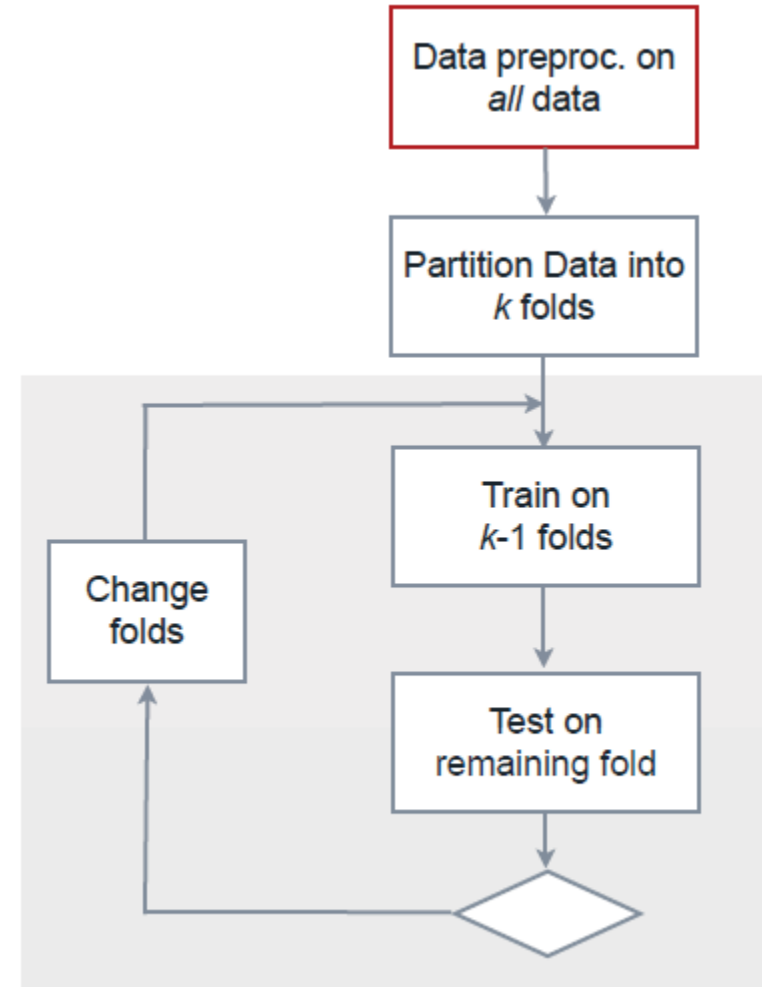 Data preproc. on
all data
Partition Data into
k folds
Train on
k-1 folds
Change
folds
Test on
remaining fold